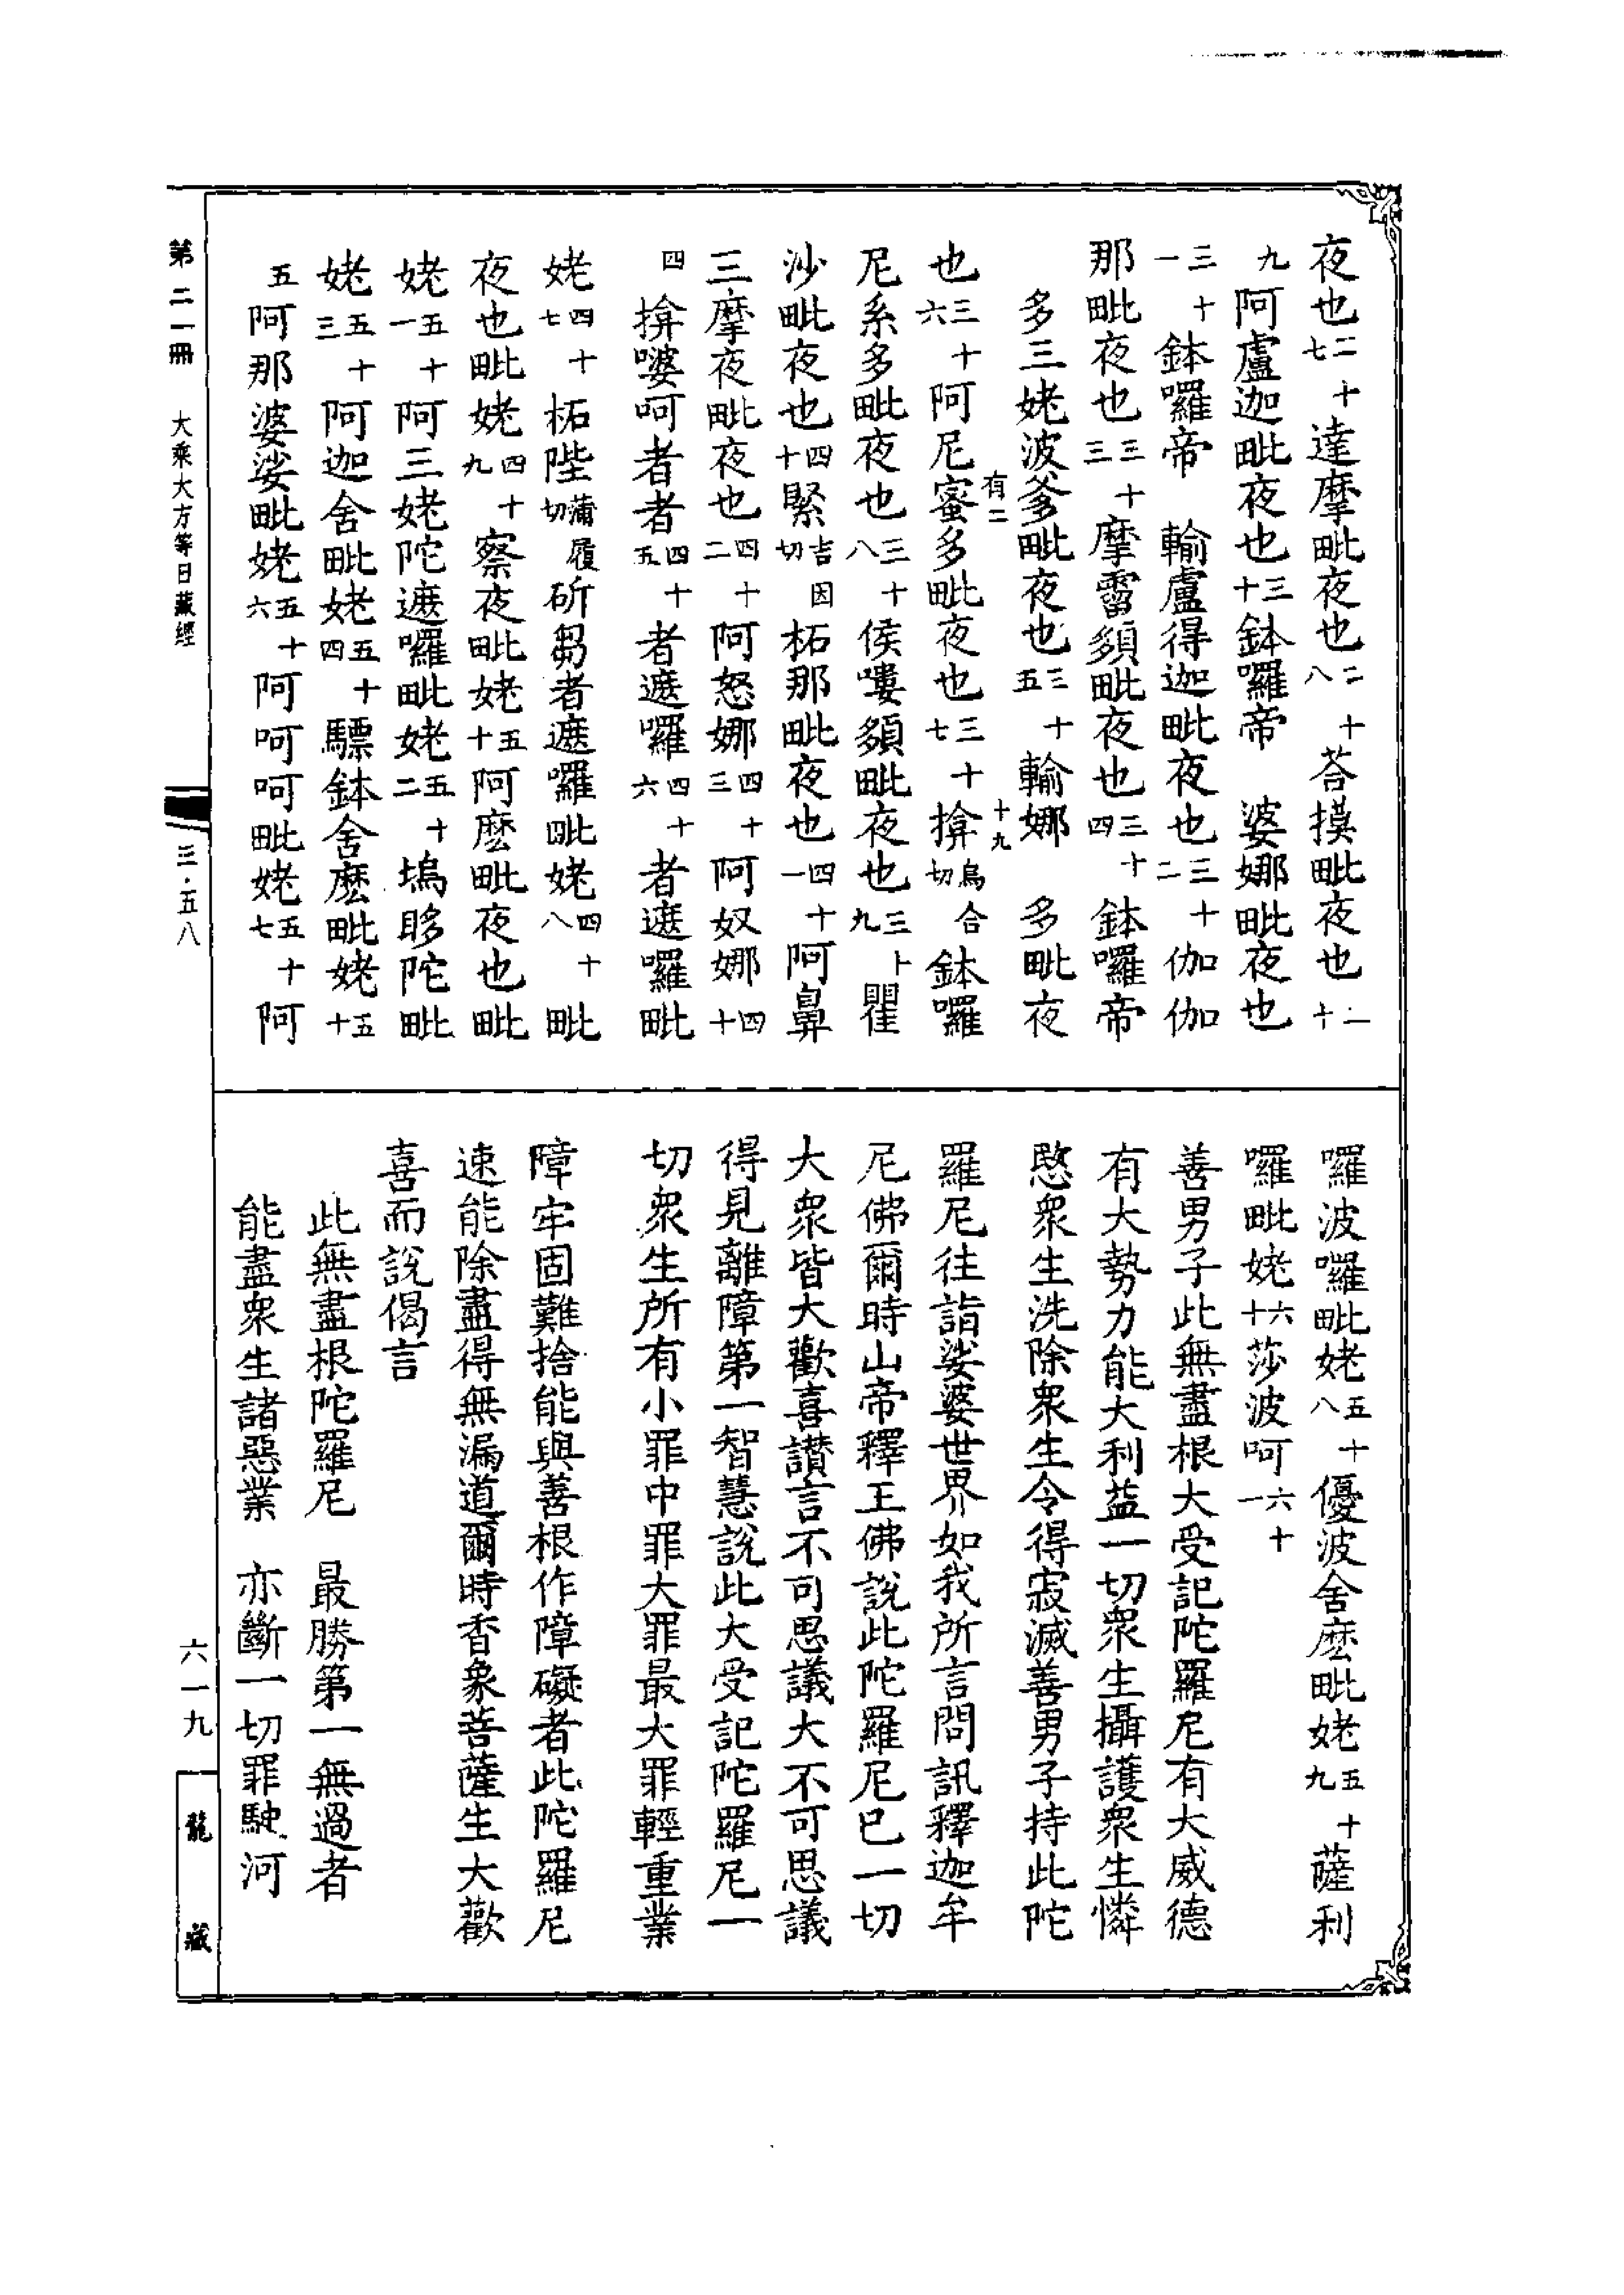 夜也二十七達摩毗夜也二十八荅摸毗夜也二十
九阿盧迦毗夜也三十鉢囉帝　婆娜毗夜也
三十一鉢囉帝　輸盧得迦毗夜也三十二伽伽
那毗夜也三十三摩雷䫂毗夜也三十四鉢囉帝
多三姥波爹毗夜也三十五輸娜　多毗夜
有二　十九
也三十六阿尼蜜多毗夜也三十七揜烏合切鉢囉
尼系多毗夜也三十八侯嘍䫂毗夜也三十九瞿
沙毗夜也四十緊吉因切柘那毗夜也四十一阿鼻
三摩夜毗夜也四十二阿怒娜四十三阿奴娜四十
四揜嘙呵者者四十五者遮囉四十六者遮囉毗
姥四十七柘陛蒲履切斫芻者遮囉毗姥四十八毗
夜也毗姥四十九察夜毗姥五十阿麽毗夜也毗
姥五十一阿三姥陀遮囉毗姥五十二塢眵陀毗
姥五十三阿迦舍毗姥五十四驃鉢舍麽毗姥五十
五阿那婆娑毗姥五十六阿呵呵毗姥五十七阿
囉波囉毗姥五十八優波舍麽毗姥五十九薩利
囉毗姥六十莎波呵六十一
善男子此無盡根大受記陀羅尼有大威德
有大勢力能大利益一切衆生攝護衆生憐
愍衆生洗除衆生令得寂滅善男子持此陀
羅尼往詣娑婆世界如我所言問訊釋迦牟
尼佛爾時山帝釋王佛說此陀羅尼已一切
大衆皆大歡喜讃言不可思議大不可思議
得見離障第一智慧說此大受記陀羅尼一
切衆生所有小罪中罪大罪最大罪輕重業
障牢固難捨能與善根作障礙者此陀羅尼
速能除盡得無漏道爾時香象菩薩生大歡
喜而說偈言
此無盡根陀羅尼　最勝第一無過者
能盡衆生諸惡業　亦斷一切罪駛河
第二一冊　大乘大方等日藏經
三·五八
六一九
龍藏